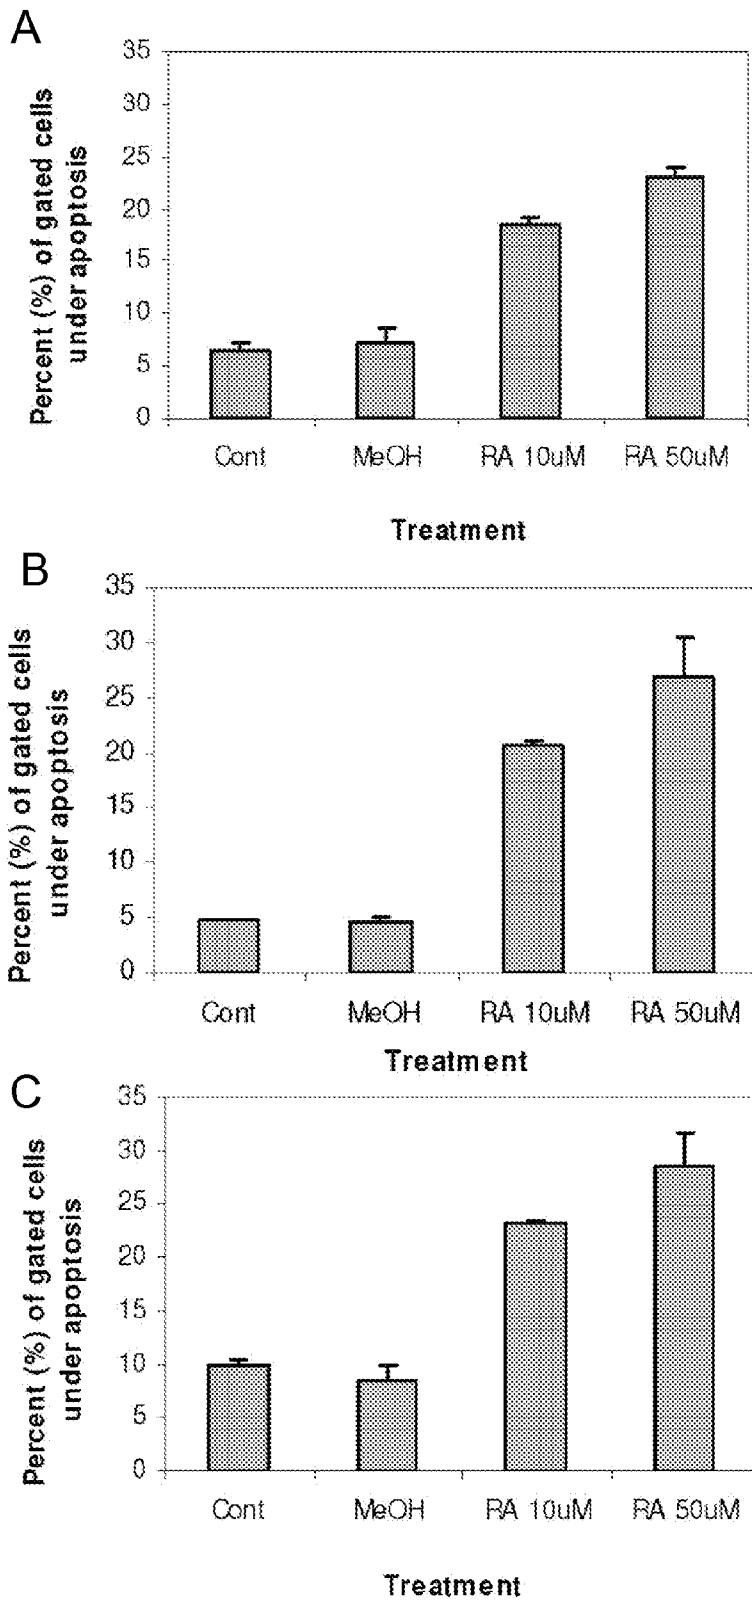 A
35
30
25
20
15
10
5
0
Percent (%) of gated cells
under apoptosis
Cont MeOH RA 10uM RA 50uM
Treatment
B
35
30
25
20
15
10
5
0
Percent (%) of gated cells
under apoptosis
Cont MeOH RA 10uM RA 50uM
Treatment
C
35
30
25
20
15
10
5
0
Percent (%) of gated cells
under apoptosis
Cont MeOH RA 10uM RA 50uM
Treatment